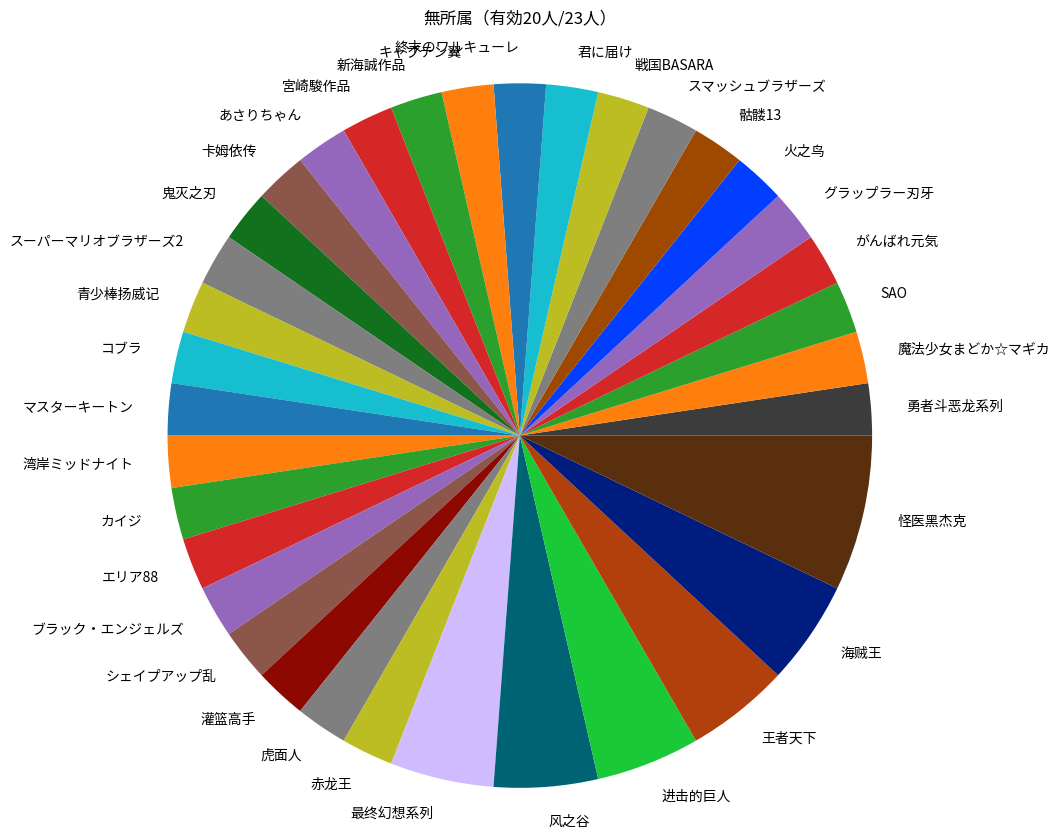 無所属（有効20人/23人）
終末のワルキューレ
キャプテン翼
新海誠作品
宮崎駿作品
あさりちゃん
卡姆依传
鬼灭之刃
スーパーマリオブラザーズ2
青少棒扬威记
コブラ
マスターキートン
湾岸ミッドナイト
カイジ
エリア88
ブラック・エンジェルズ
シェイプアップ乱
灌篮高手
虎面人
赤龙王
最终幻想系列
风之谷
进击的巨人
王者天下
海贼王
怪医黑杰克
勇者斗恶龙系列
魔法少女まどか☆マギカ
SAO
がんばれ元気
グラップラー刃牙
火之鸟
骷髅13
スマッシュブラザーズ
戦国BASARA
君に届け